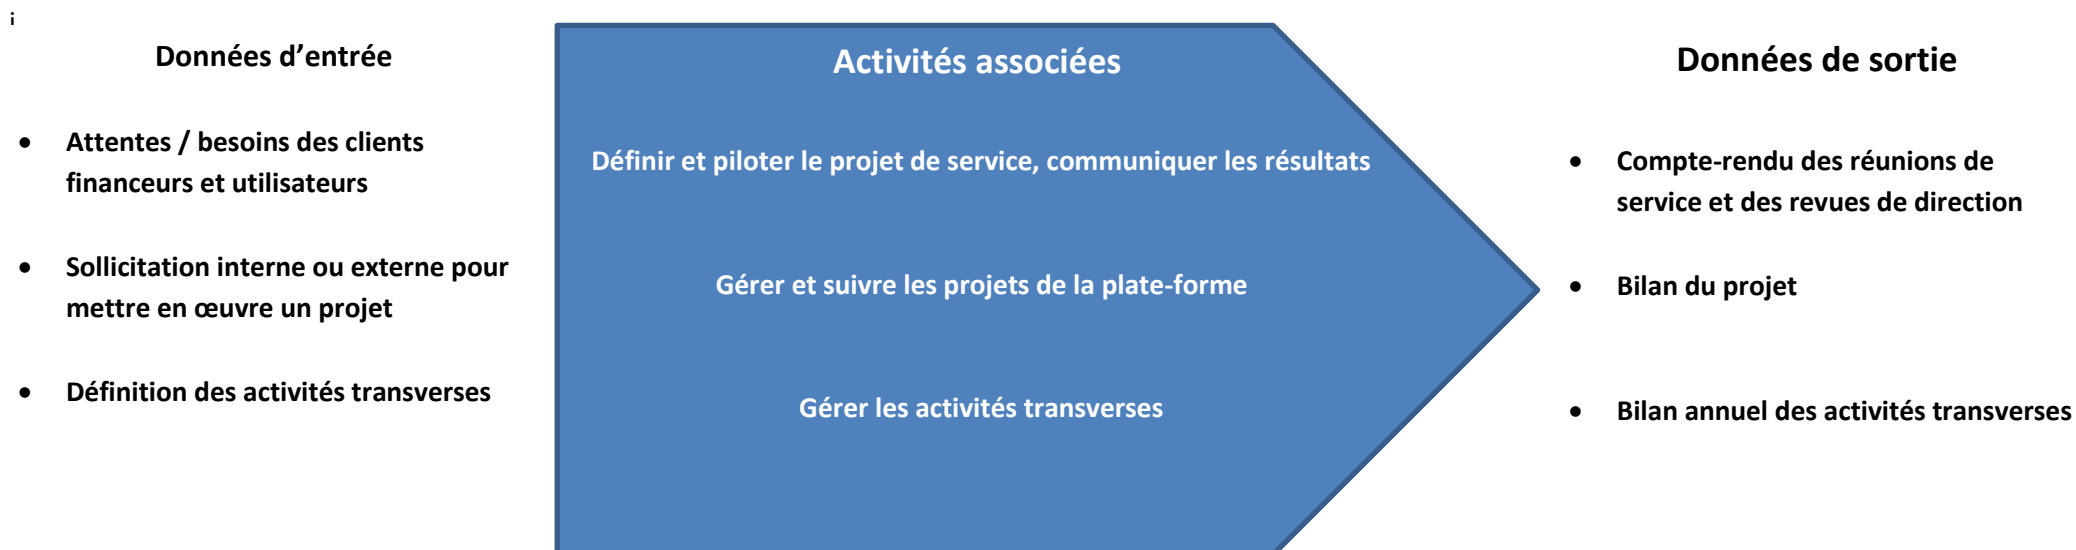 i
Données d’entrée
• Attentes / besoins des clients
financeurs et utilisateurs
• Sollicitation interne ou externe pour
mettre en œuvre un projet
• Définition des activités transverses
Activités associées
Définir et piloter le projet de service, communiquer les résultats
Gérer et suivre les projets de la plate-forme
Gérer les activités transverses
Données de sortie
• Compte-rendu des réunions de
service et des revues de direction
• Bilan du projet
• Bilan annuel des activités transverses